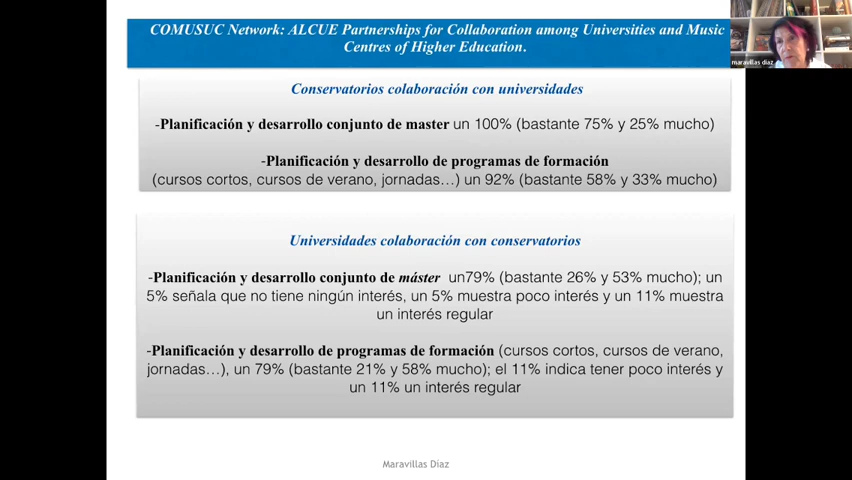 COMUSUC Network: ALCUE Partnerships for Collaboration among Universities and Music
Centres of Higher Education.
maravillas diaz
Conservatorios colaboración con universidades
-Planificación y desarrollo conjunto de master un 100% (bastante 75% y 25% mucho)
-Planificación y desarrollo de programas de formación
(cursos cortos, cursos de verano, jornadas...) un 92% (bastante 58% y 33% mucho)
Universidades colaboración con conservatorios
-Planificación y desarrollo conjunto de máster un79% (bastante 26% y 53% mucho); un
5% señala que no tiene ningún interés, un 5% muestra poco interés y un 11% muestra
un interés regular
-Planificación y desarrollo de programas de formación (cursos cortos, cursos de verano,
jornadas...), un 79% (bastante 21% y 58% mucho); el 11% indica tener poco interés y
un 11% un interés regular
Maravillas Díaz